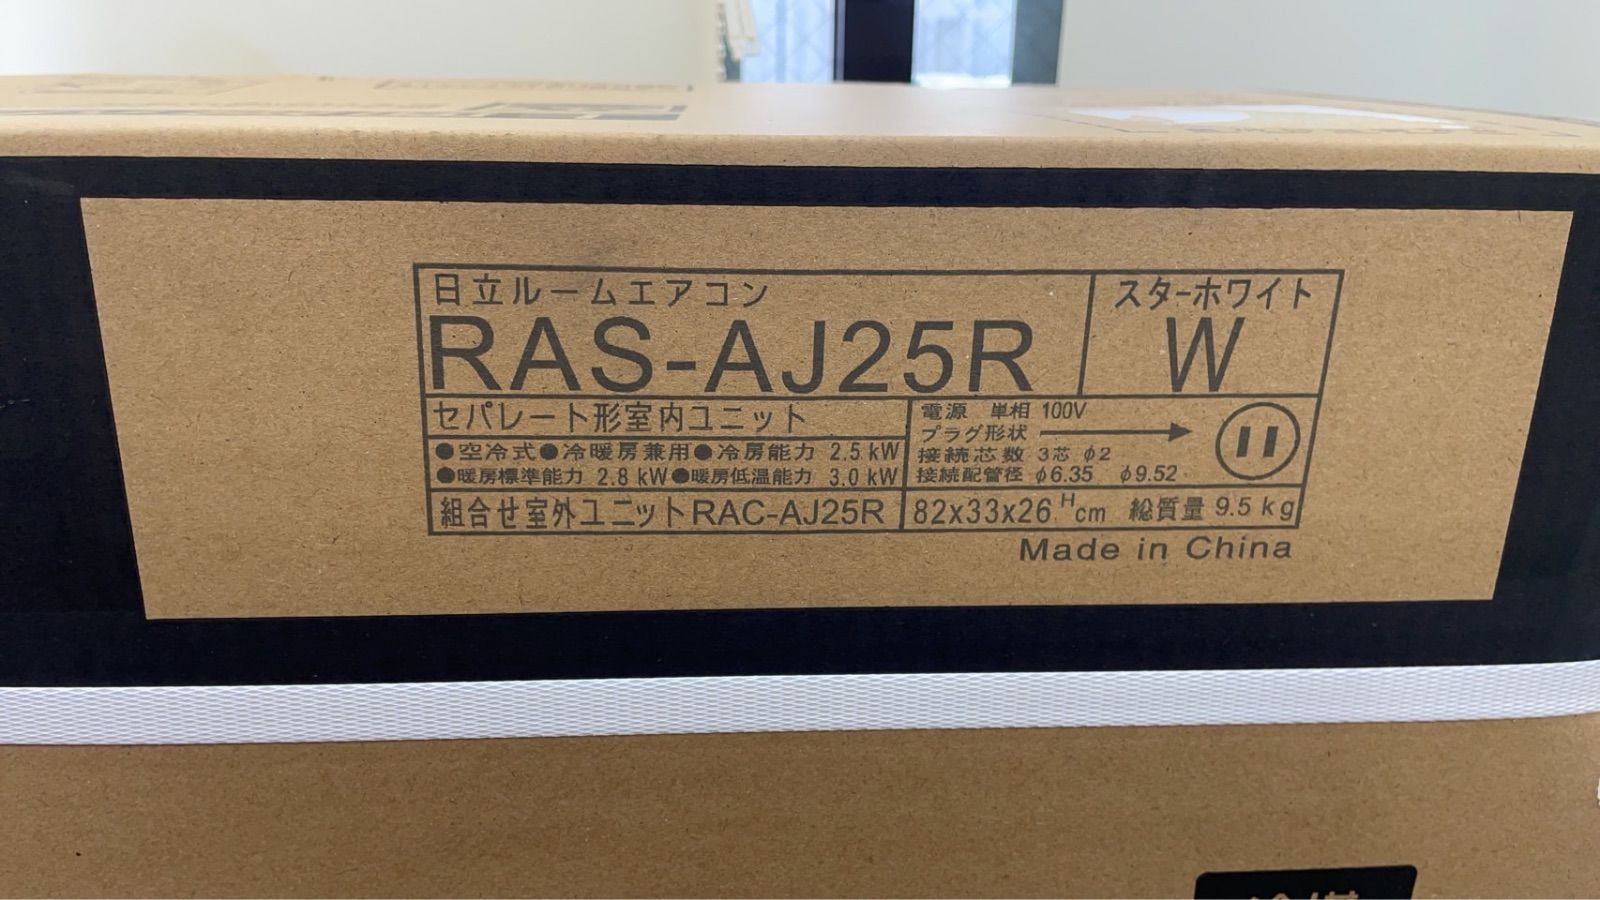 日立ルームエアコン
RAS-AJ25R
スターホワイト
W
セパレート形室内ユニット
●空冷式●冷暖房兼用●冷房能力 2.5 kW
●暖房標準能力 2.8 kW●暖房低温能力 3.0 kW
電源 単相 100V
プラグ形状
接続芯数 3芯 φ2
接続配管径 φ6.35 φ9.52
組合せ室外ユニットRAC-AJ25R
82x33x26 H cm 総質量 9.5 kg
Made in China